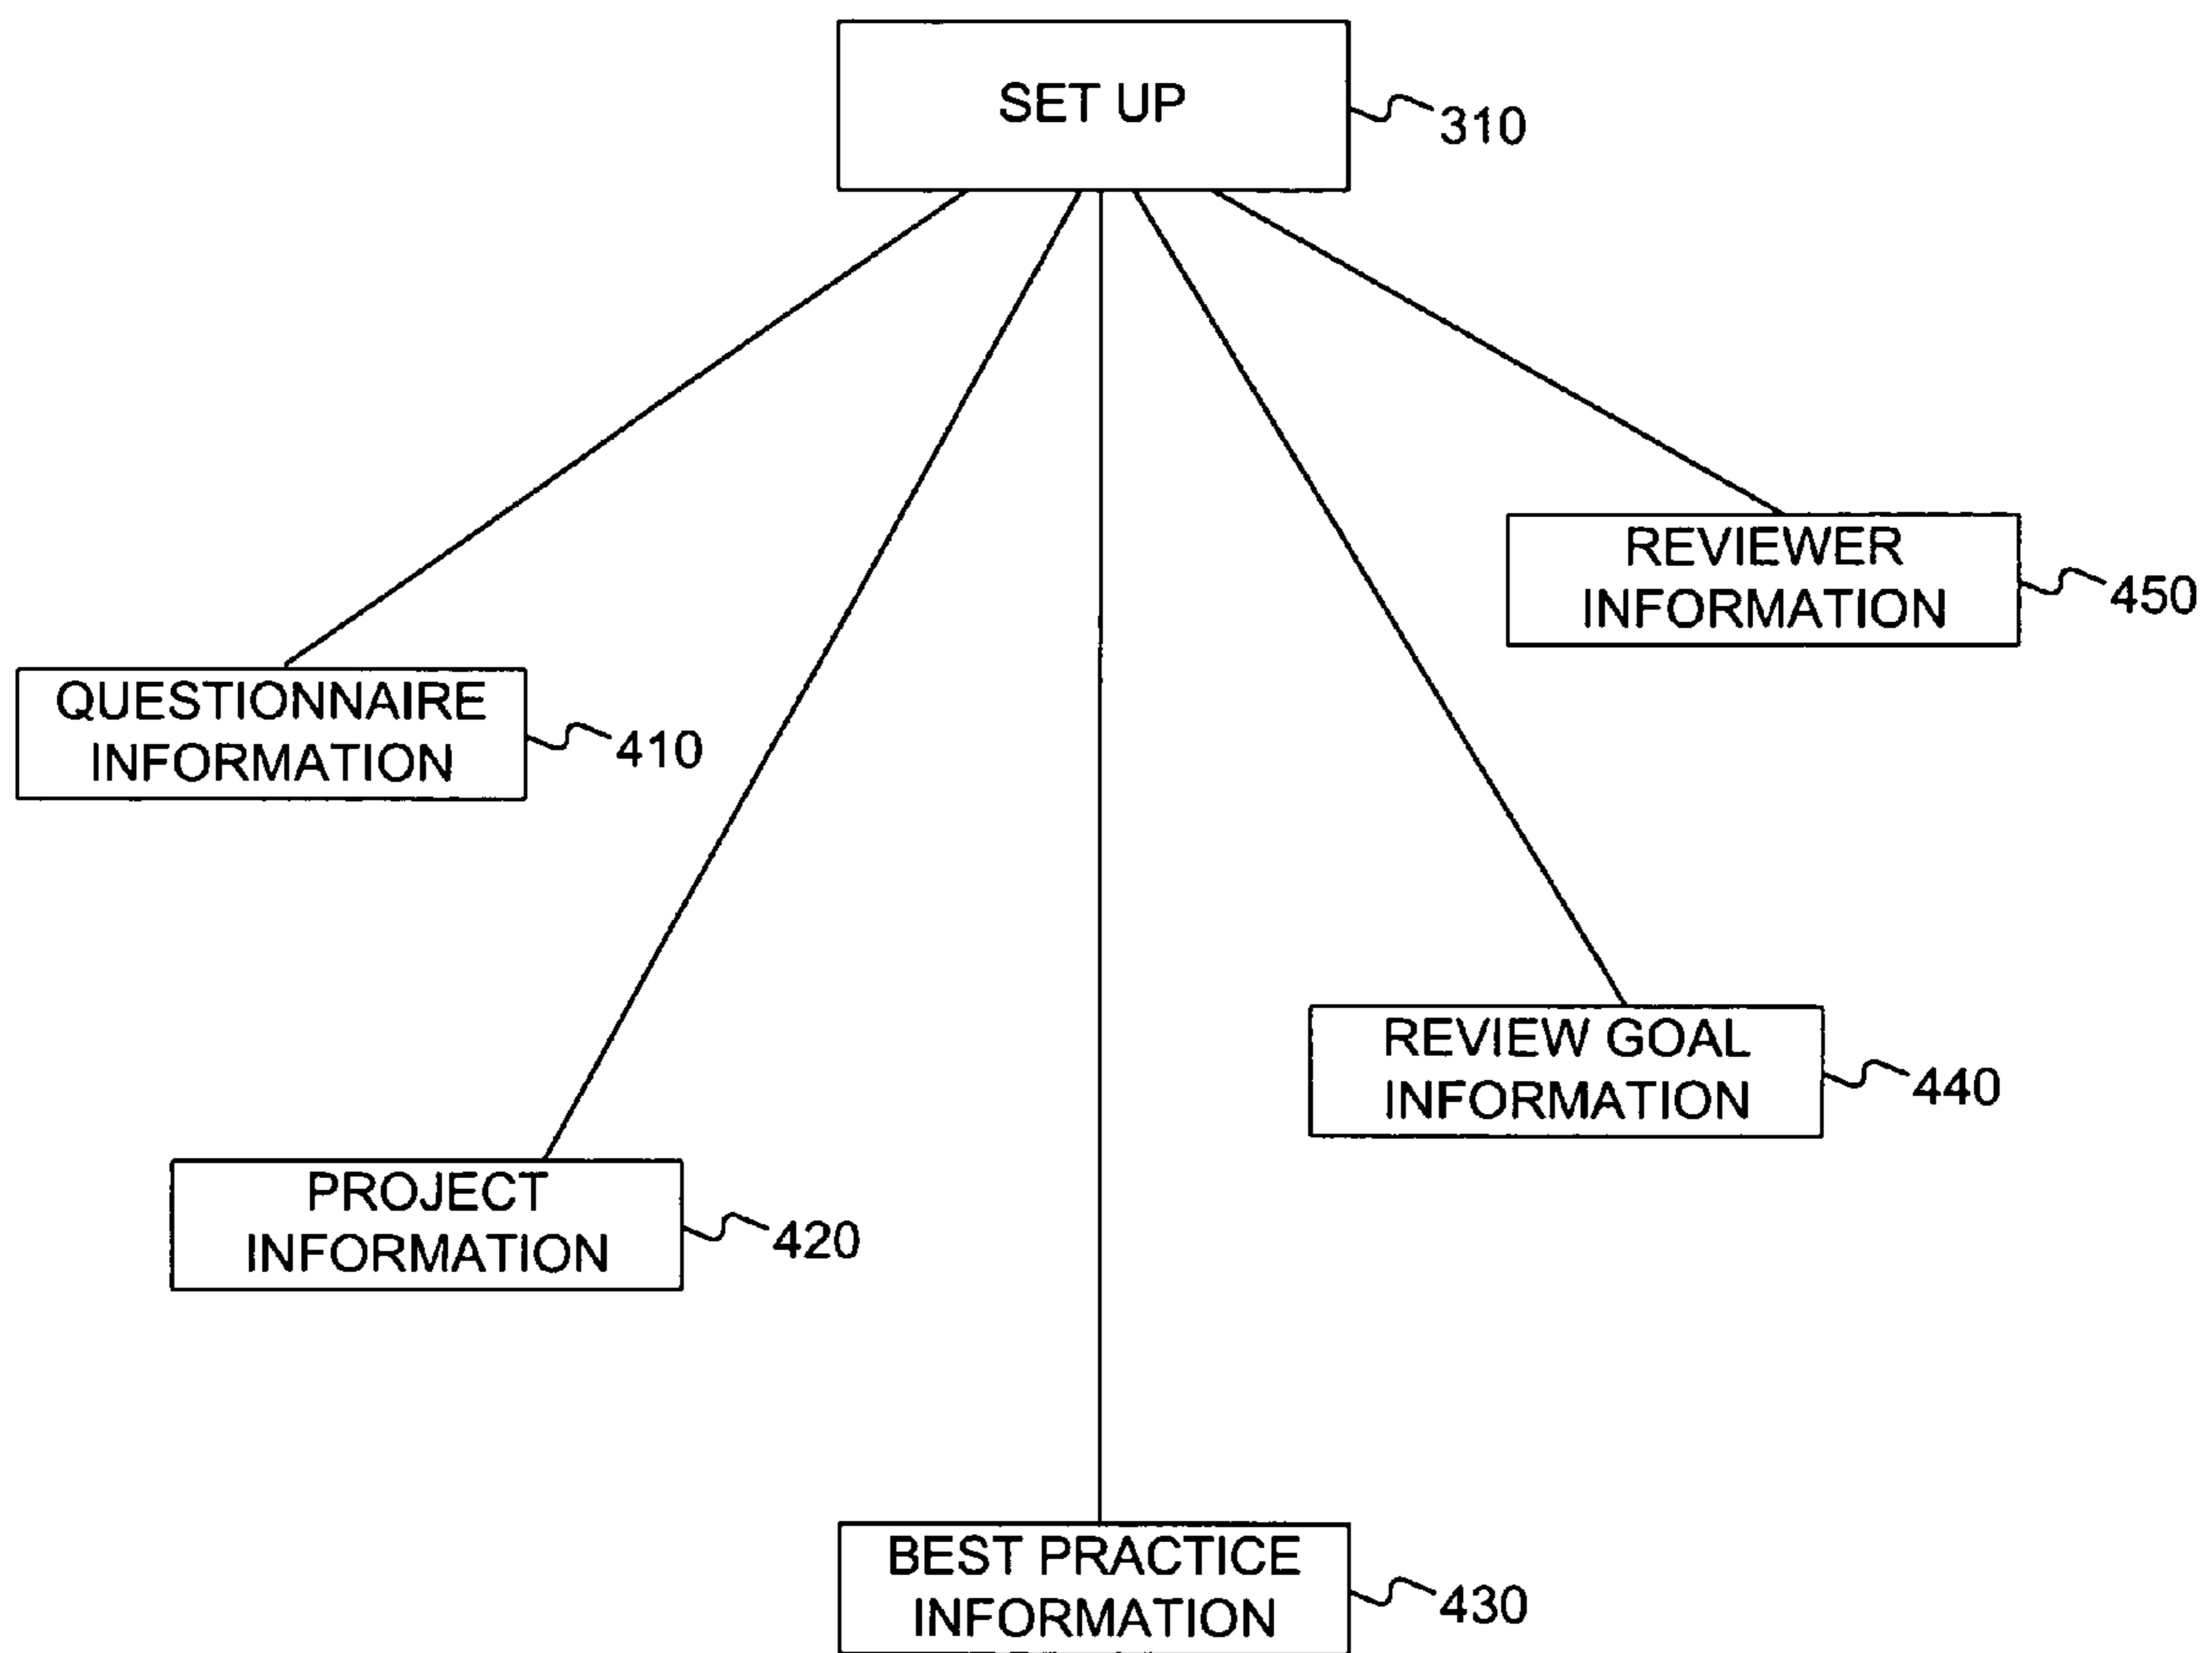 SET UP
310
REVIEWER
INFORMATION
450
QUESTIONNAIRE
INFORMATION
410
REVIEW GOAL
INFORMATION
440
PROJECT
INFORMATION
420
BEST PRACTICE
INFORMATION
430